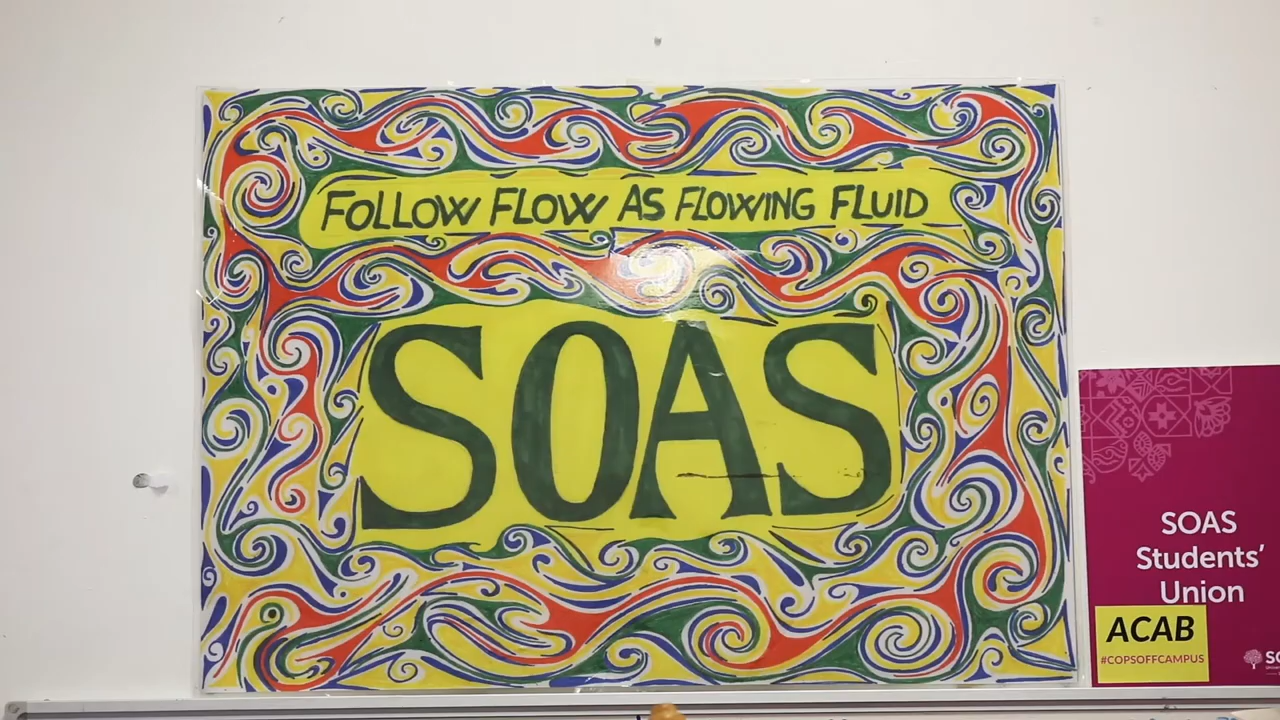 FOLLOW FLOW AS FLOWING FLUID
SOAS
SOAS
Students'
Union
ACAB
#COPSOFFCAMPUS